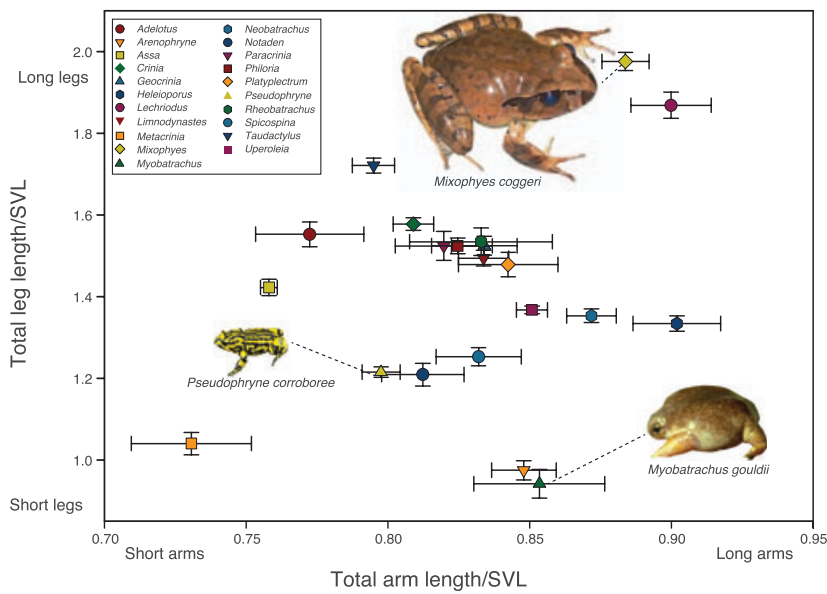 Total leg length/SVL
Long legs
Short legs
2.0
1.8
1.6
1.4
1.2
1.0
Adelotus
Arenophryne
Assa
Crinia
Geocrinia
Heleioporus
Lechriodus
Limnodynastes
Metacrinia
Mixophyes
Myobatrachus
Neobatrachus
Notaden
Paracrinia
Philoria
Platyplectrum
Pseudophryne
Rheobatrachus
Spicospina
Taudactylus
Uperoleia
Mixophyes coggeri
Pseudophryne corroboree
Myobatrachus gouldii
0.70
0.75
0.80
0.85
0.90
0.95
Short arms
Long arms
Total arm length/SVL